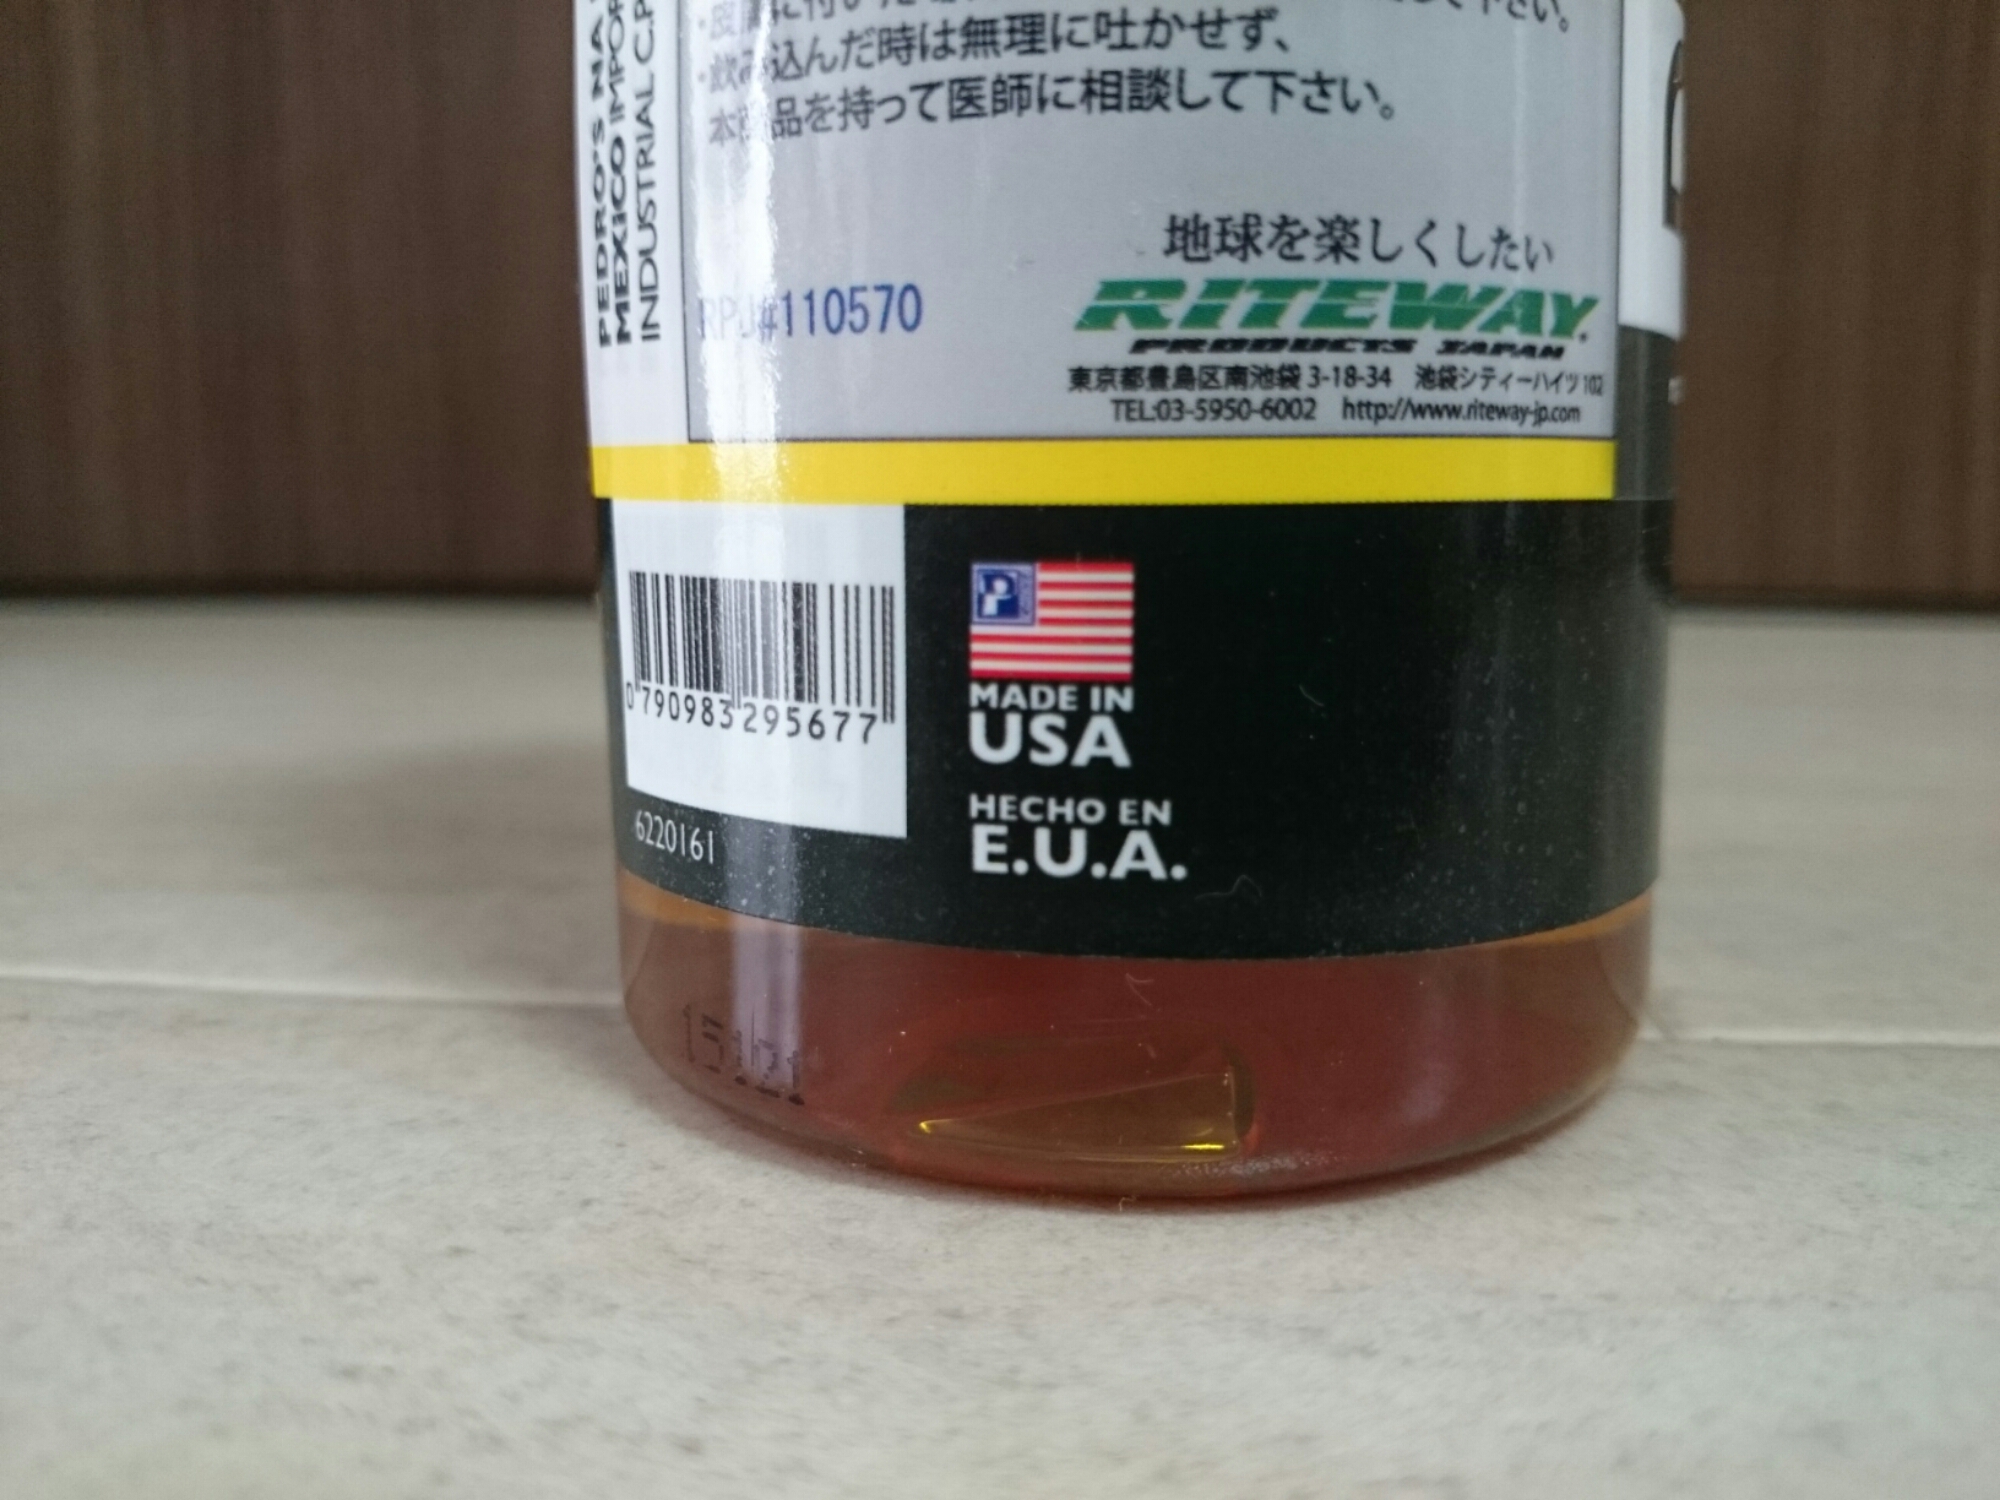 PEDRO'S NA
MEXICO IMPOR
INDUSTRIAL C.P
・飲み込んだ時は無理に吐かせず、
本商品を持って医師に相談して下さい。
地球を楽しくしたい
RPJ#110570
RITEWAY
PRODUCTS JAPAN
東京都豊島区南池袋 3-18-34 池袋シティーハイツ 102
TEL:03-5950-6002 http://www.riteway-jp.com
0 790983 295677
6220161
P
MADE IN
USA
HECHO EN
E.U.A.
15121